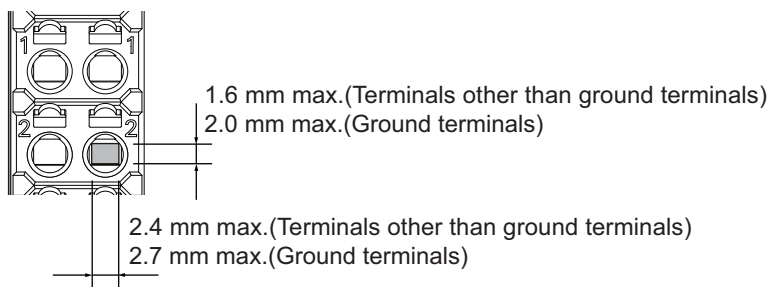 1 1
1.6 mm max.(Terminals other than ground terminals)
2.0 mm max.(Ground terminals)
2 2
2.4 mm max.(Terminals other than ground terminals)
2.7 mm max.(Ground terminals)